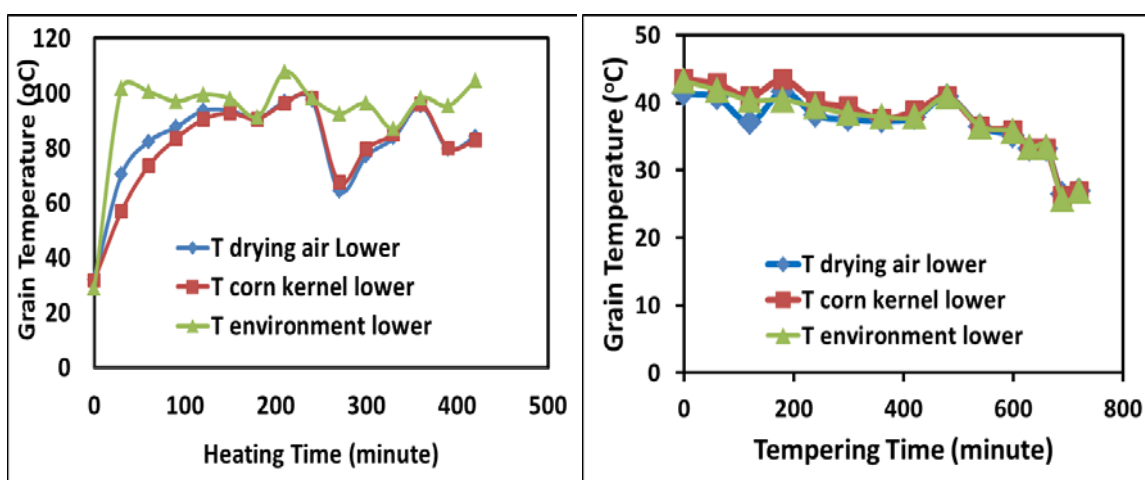 Grain Temperature (oC)
120
100
80
60
40
20
0
T drying air Lower
T corn kernel lower
T environment lower
0 100 200 300 400 500
Heating Time (minute)
Grain Temperature (°C)
50
40
30
20
10
0
T drying air lower
T corn kernel lower
T environment lower
0 200 400 600 800
Tempering Time (minute)